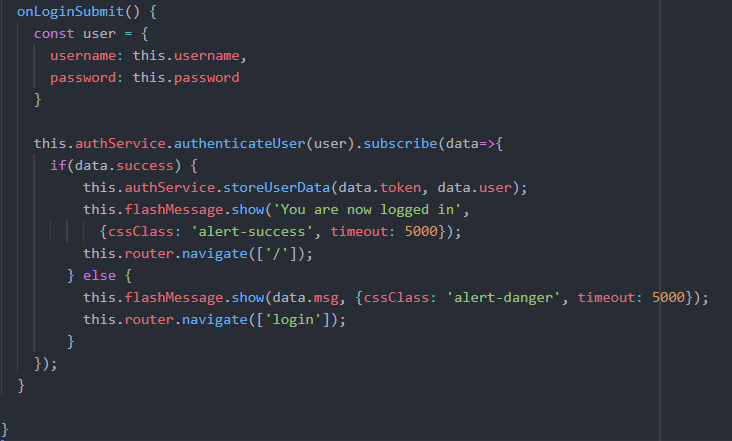 onLoginSubmit() {
const user = {
username: this.username,
password: this.password
}
this.authService.authenticateUser(user).subscribe(data=>{
if(data.success) {
this.authService.storeUserData(data.token, data.user);
this.flashMessage.show('You are now logged in',
{cssClass: 'alert-success', timeout: 5000});
this.router.navigate(['/']);
} else {
this.flashMessage.show(data.msg, {cssClass: 'alert-danger', timeout: 5000});
this.router.navigate(['login']);
}
});
}
}